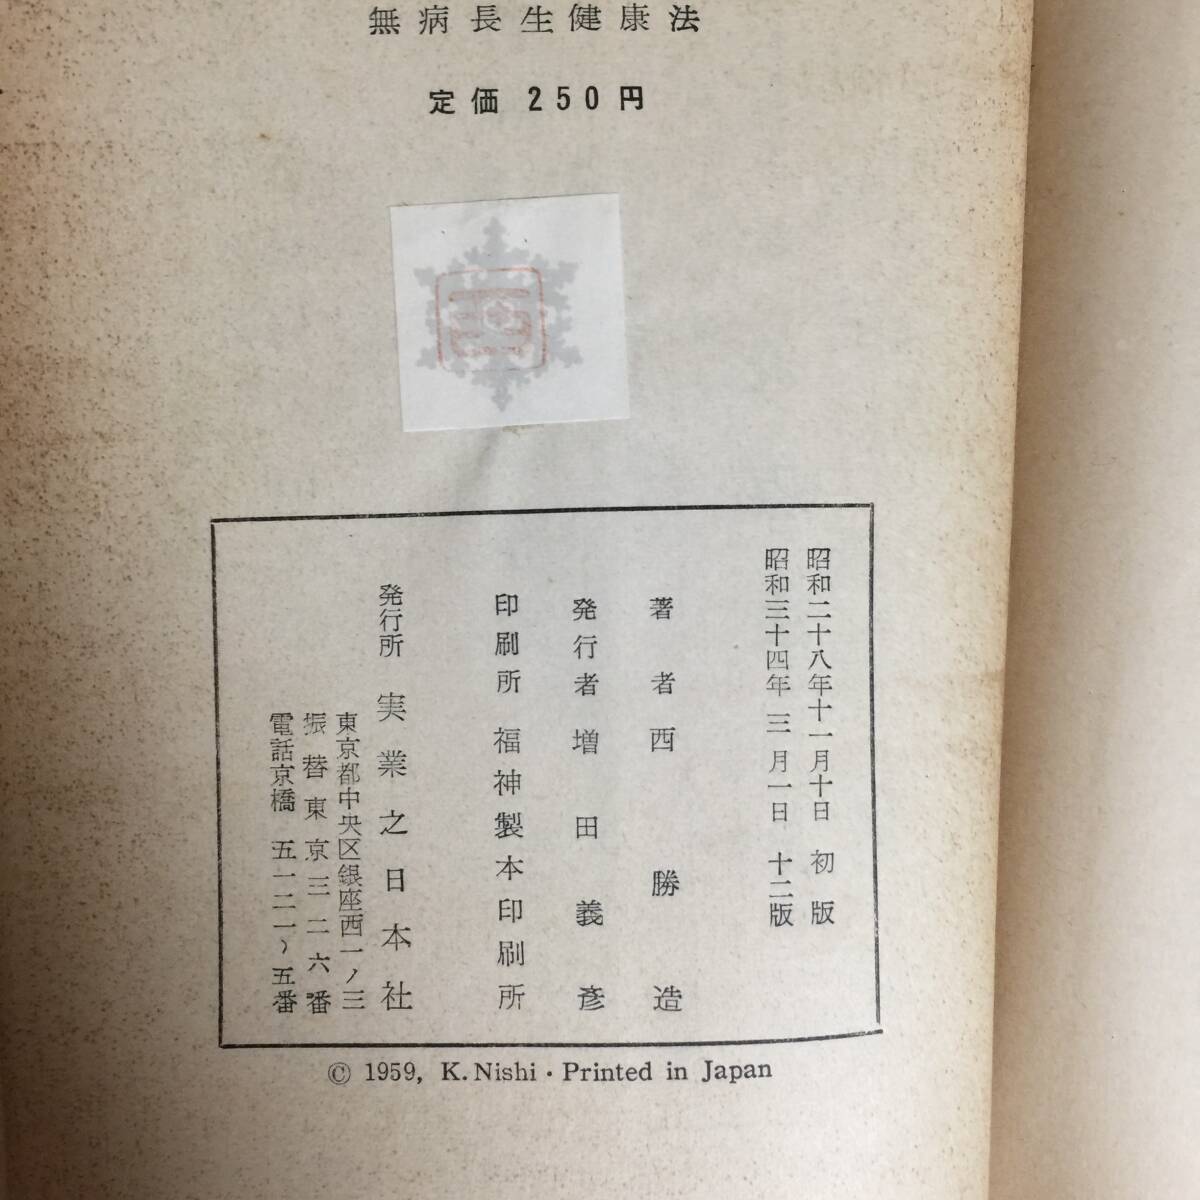 無病長生健康法
定価 250円
昭和二十八年十一月十日 初版
昭和三十四年 三 月一日 十二版
著者 西勝造
発行者 増田義彦
印刷所 福神製本印刷所
発行所 実業之日本社
東京都中央区銀座西一ノ三
振替東京三二六番
電話京橋 五一二一〜五番
© 1959, K. Nishi・Printed in Japan